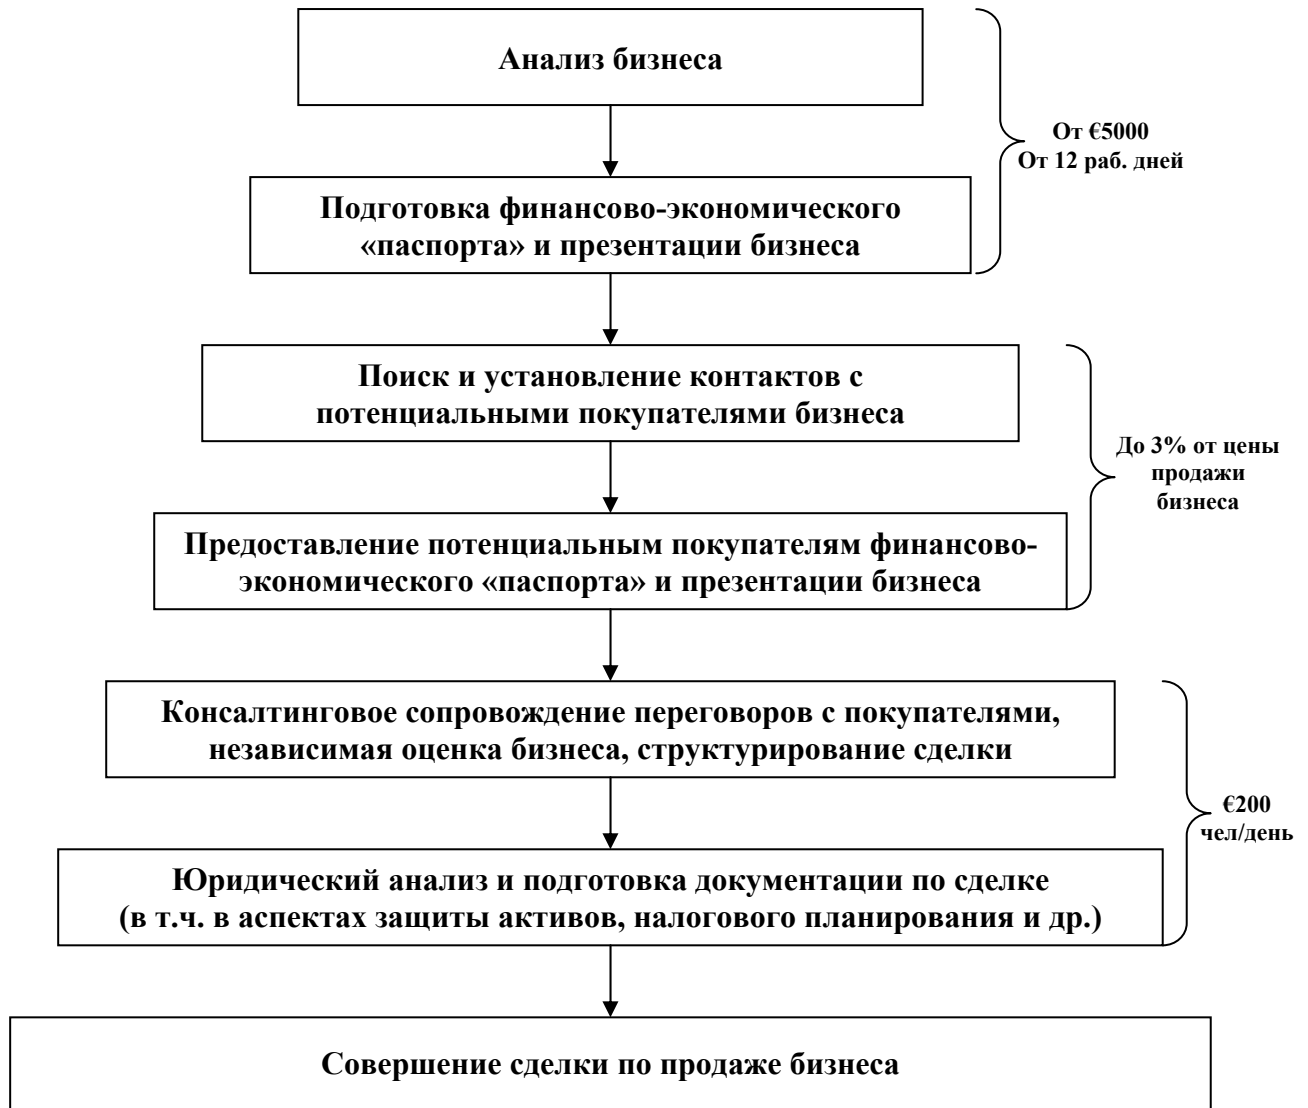 Анализ бизнеса
От €5000
От 12 раб. дней
Подготовка финансово-экономического
«паспорта» и презентации бизнеса
Поиск и установление контактов с
потенциальными покупателями бизнеса
До 3% от цены
продажи
бизнеса
Предоставление потенциальным покупателям финансово-
экономического «паспорта» и презентации бизнеса
Консалтинговое сопровождение переговоров с покупателями,
независимая оценка бизнеса, структурирование сделки
€200
чел/день
Юридический анализ и подготовка документации по сделке
(в т.ч. в аспектах защиты активов, налогового планирования и др.)
Совершение сделки по продаже бизнеса